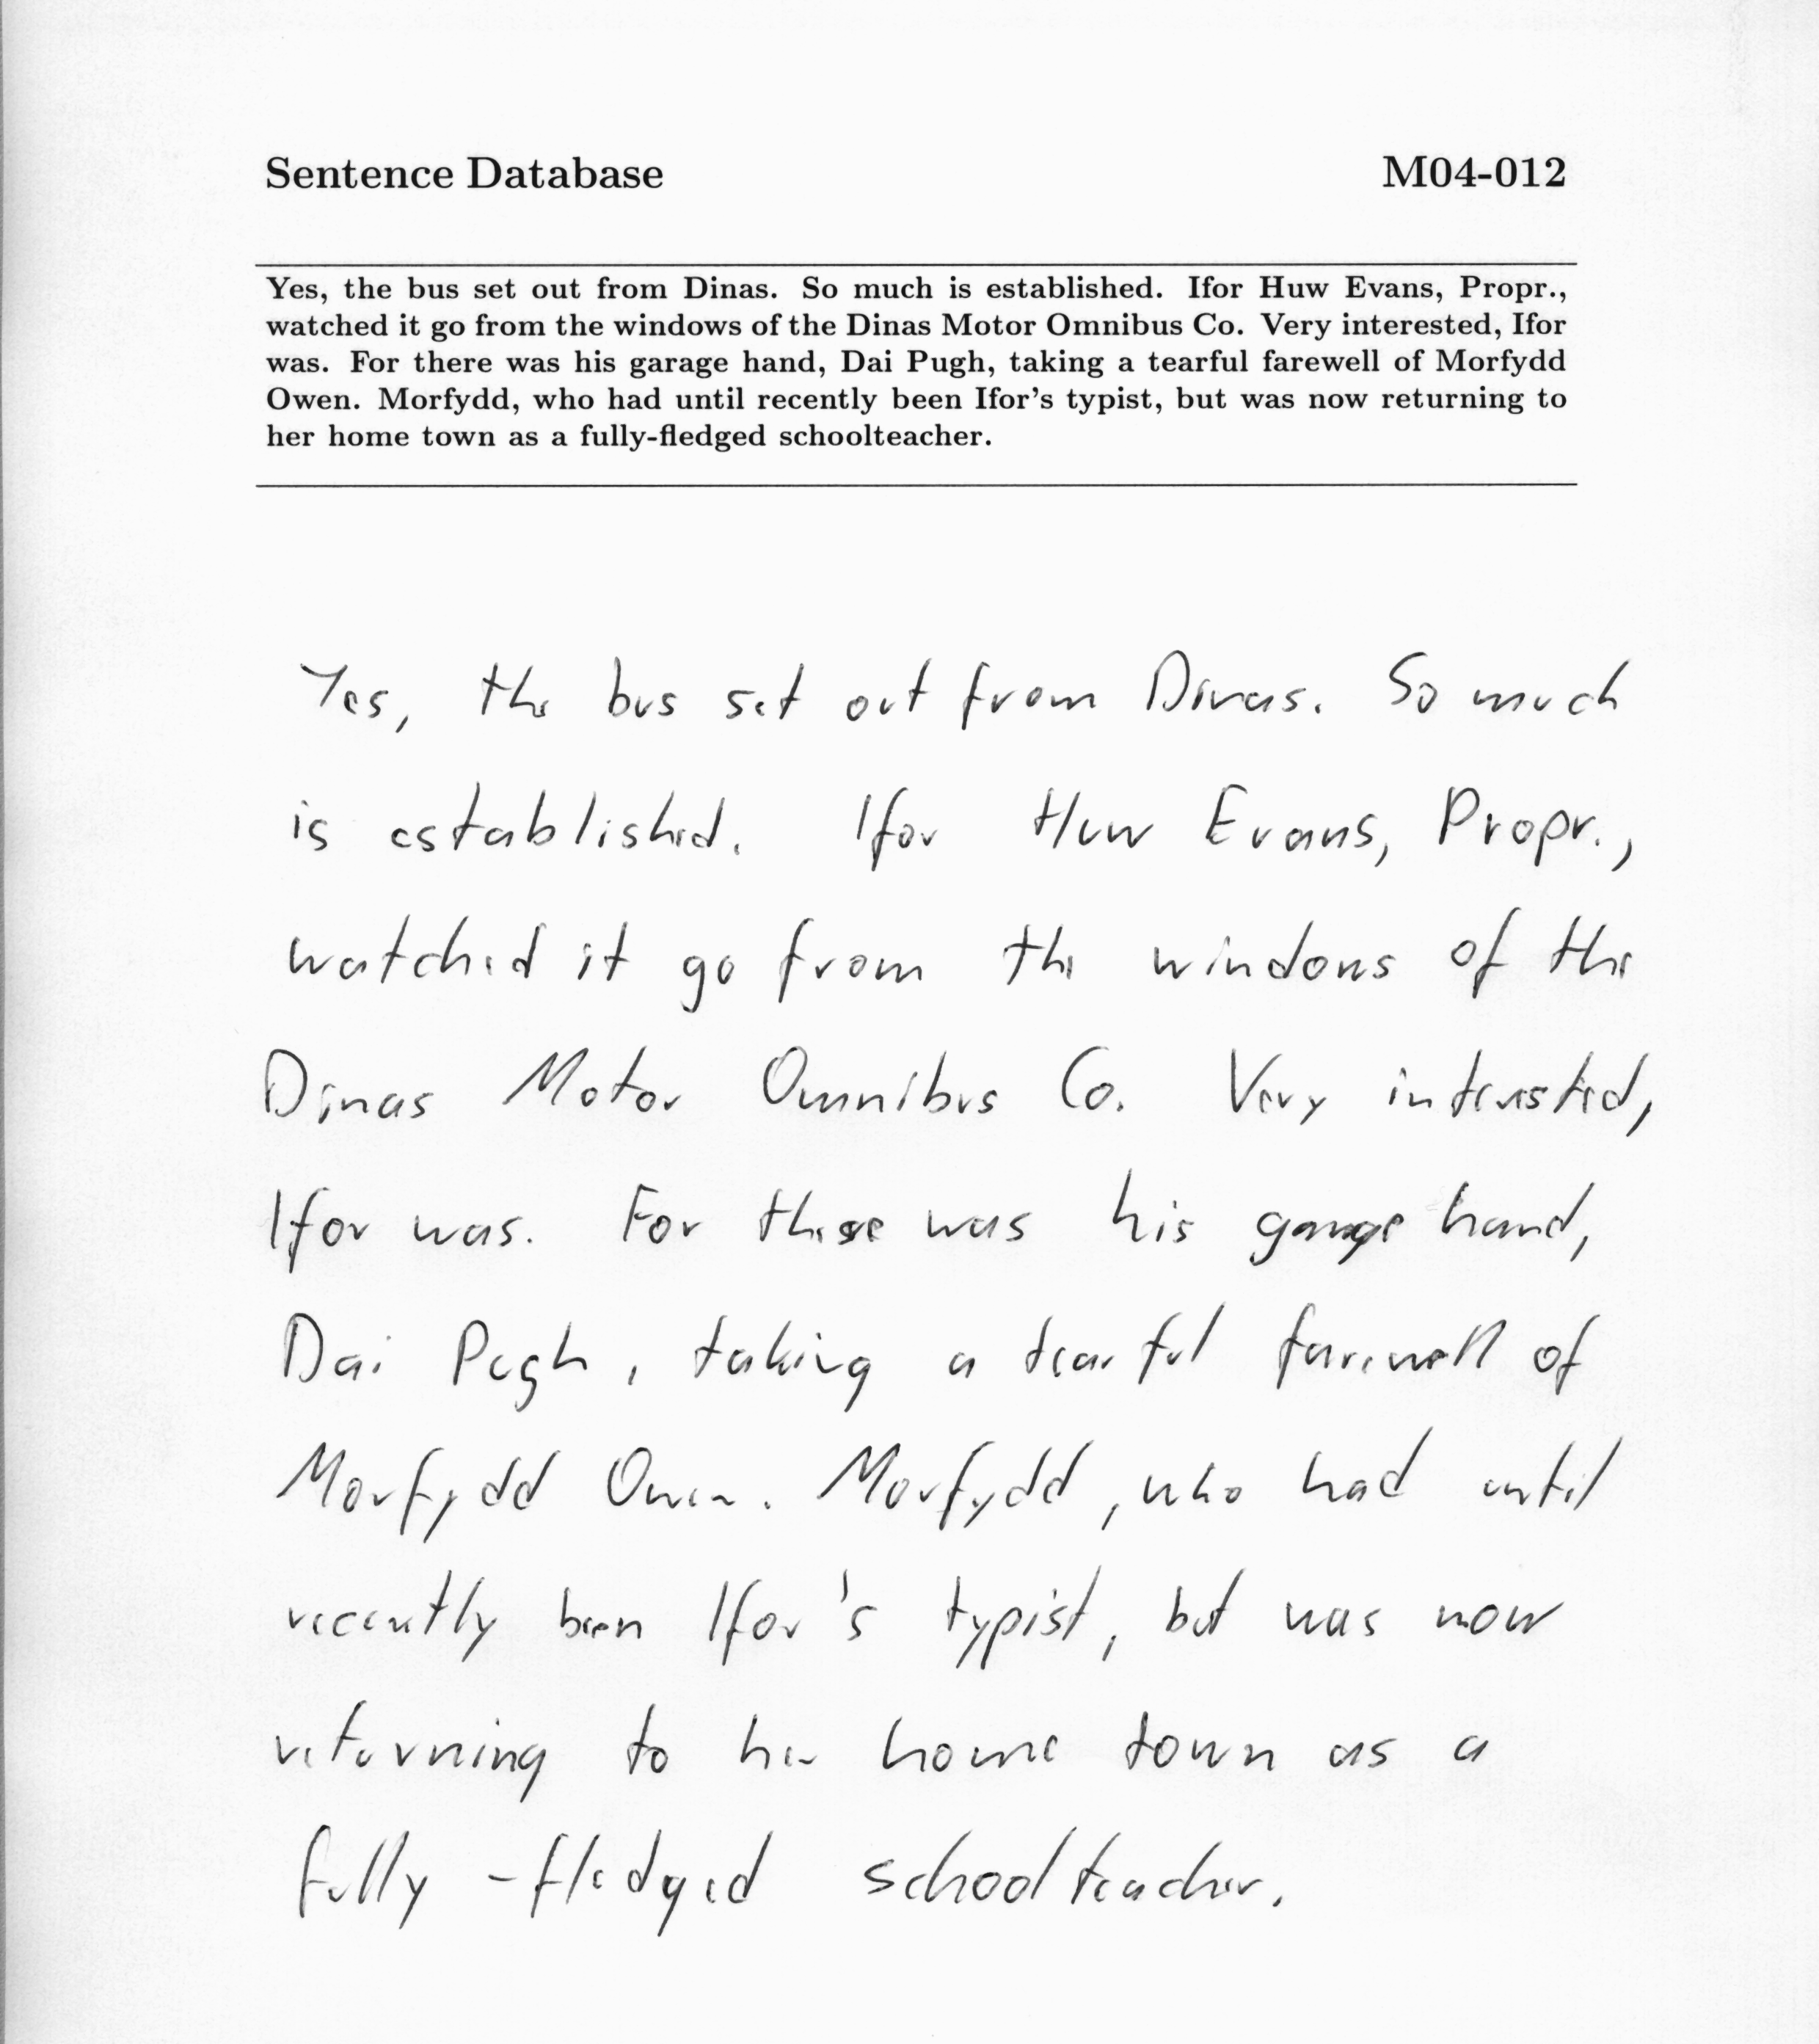 Sentence Database M04-012
Yes, the bus set out from Dinas. So much is established. Ifor Huw Evans, Propr.,
watched it go from the windows of the Dinas Motor Omnibus Co. Very interested, Ifor
was. For there was his garage hand, Dai Pugh, taking a tearful farewell of Morfydd
Owen. Morfydd, who had until recently been Ifor's typist, but was now returning to
her home town as a fully-fledged schoolteacher.
Yes, the bus set out from Dinas. So much
is established. Ifor Huw Evans, Propr.,
watched it go from the windows of the
Dinas Motor Omnibus Co. Very interested,
Ifor was. For there was his garage hand,
Dai Pugh, taking a tearful farewell of
Morfydd Owen. Morfydd, who had until
recently been Ifor's typist, but was now
returning to her home town as a
fully-fledged schoolteacher.